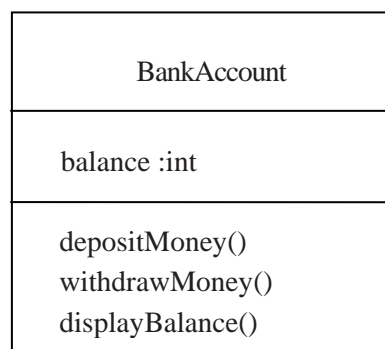 BankAccount
balance :int
depositMoney()
withdrawMoney()
displayBalance()